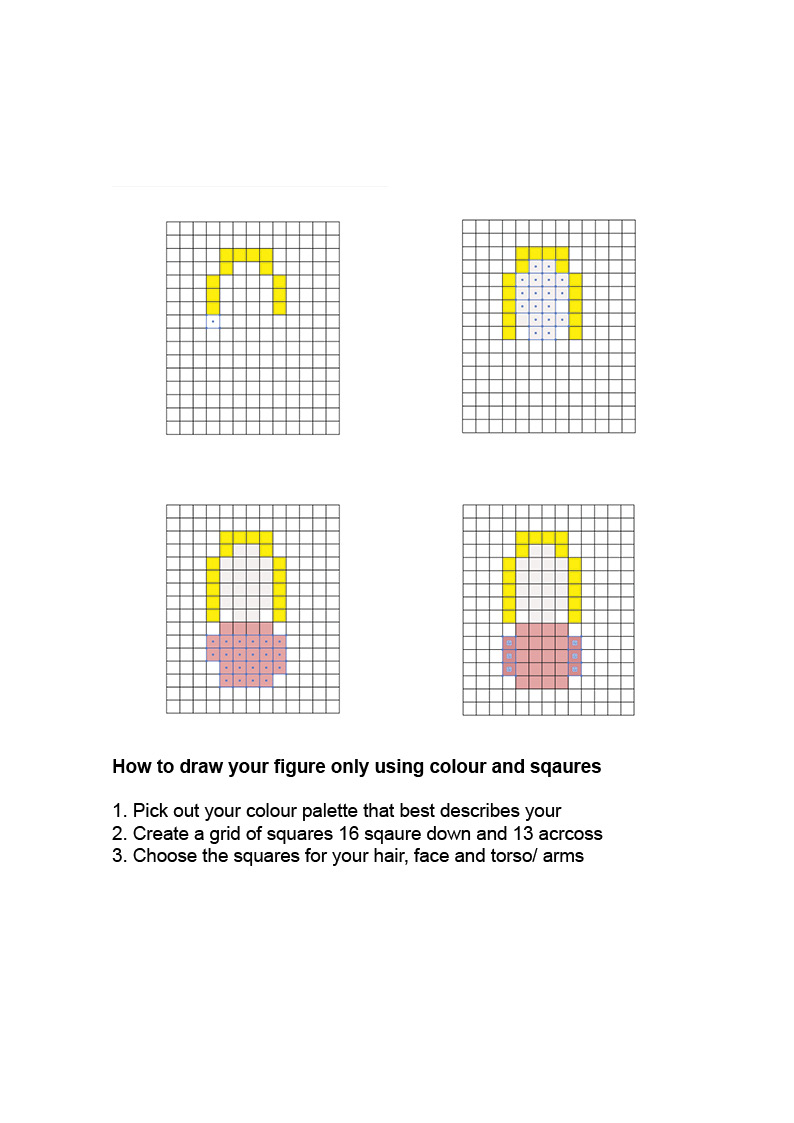 How to draw your figure only using colour and sqaures
1. Pick out your colour palette that best describes your
2. Create a grid of squares 16 sqaure down and 13 acrcoss
3. Choose the squares for your hair, face and torso/ arms